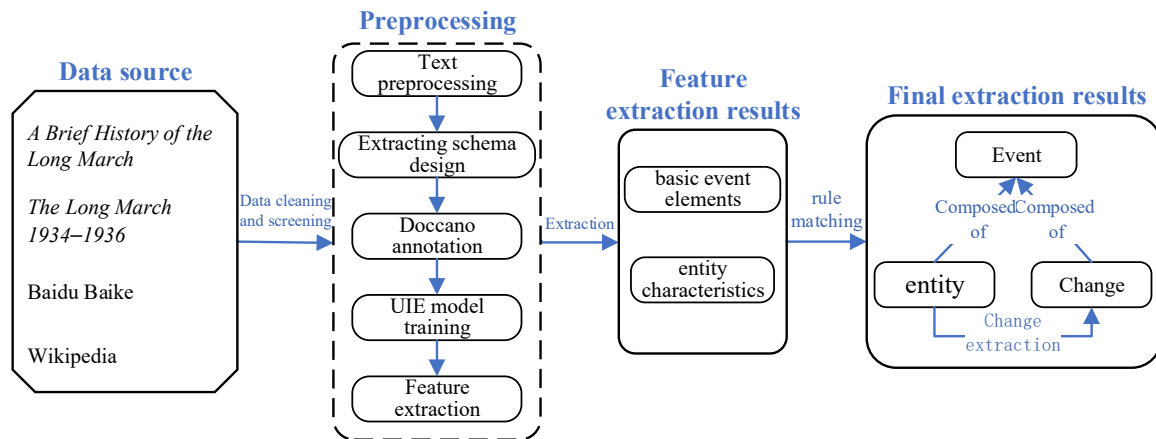 Data source
A Brief History of the
Long March
The Long March
1934–1936
Baidu Baike
Wikipedia
Data cleaning
and screening
Preprocessing
Text
preprocessing
Extracting schema
design
Doccano
annotation
UIE model
training
Feature
extraction
Extraction
Feature
extraction results
basic event
elements
entity
characteristics
rule
matching
Final extraction results
Event
Composed
of
Composed
of
entity
Change
Change
extraction